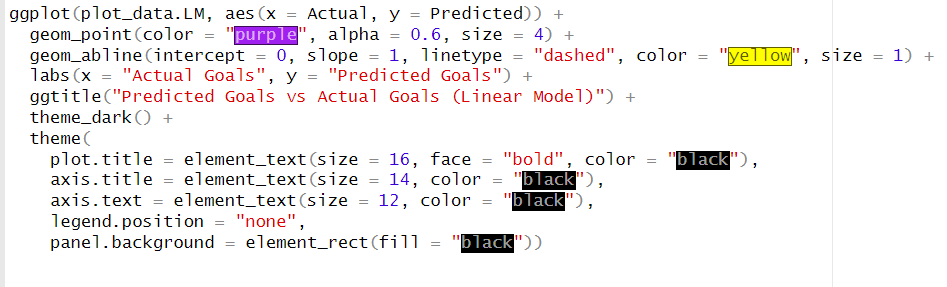 ggplot(plot_data.LM, aes(x = Actual, y = Predicted)) +
  geom_point(color = "purple", alpha = 0.6, size = 4) +
  geom_abline(intercept = 0, slope = 1, linetype = "dashed", color = "yellow", size = 1) +
  labs(x = "Actual Goals", y = "Predicted Goals") +
  ggtitle("Predicted Goals vs Actual Goals (Linear Model)") +
  theme_dark() +
  theme(
    plot.title = element_text(size = 16, face = "bold", color = "black"),
    axis.title = element_text(size = 14, color = "black"),
    axis.text = element_text(size = 12, color = "black"),
    legend.position = "none",
    panel.background = element_rect(fill = "black"))